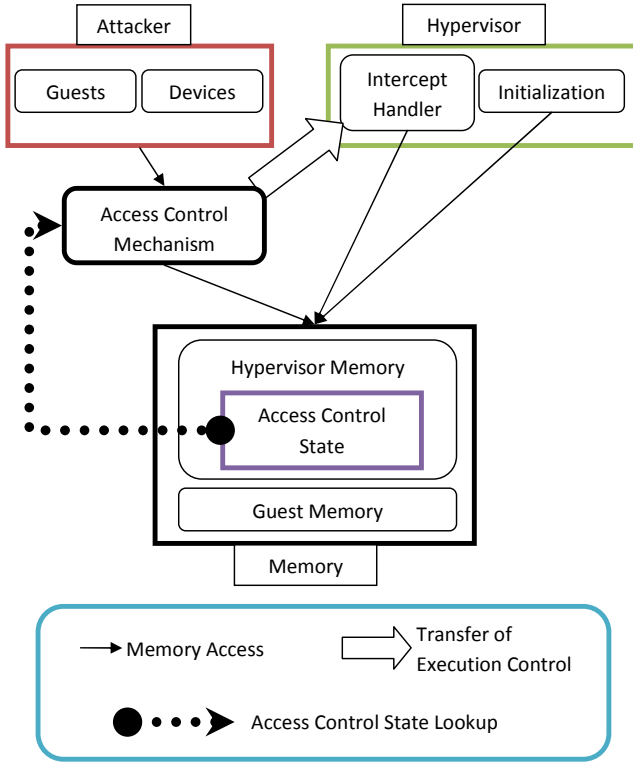 Attacker
Hypervisor
Guests
Devices
Intercept
Handler
Initialization
Access Control
Mechanism
Hypervisor Memory
Access Control
State
Guest Memory
Memory
Memory Access
Transfer of
Execution Control
Access Control State Lookup